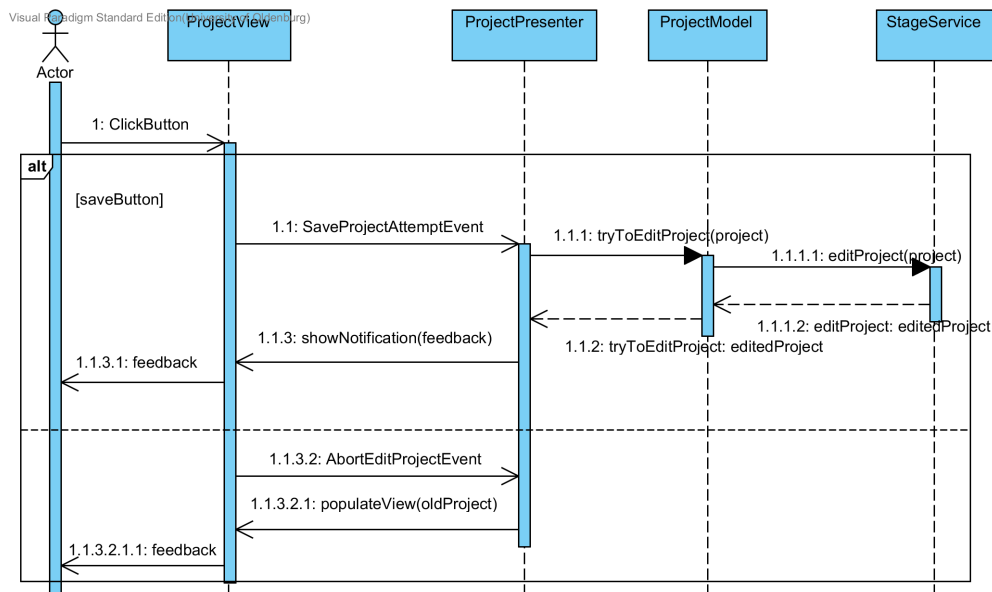 Visual Paradigm Standard Edition(University of Oldenburg)
ProjectView
ProjectPresenter
ProjectModel
StageService
Actor
1: ClickButton
alt
[saveButton]
1.1: SaveProjectAttemptEvent
1.1.1: tryToEditProject(project)
1.1.1.1: editProject(project)
1.1.1.2: editProject: editedProject
1.1.2: tryToEditProject: editedProject
1.1.3: showNotification(feedback)
1.1.3.1: feedback
1.1.3.2: AbortEditProjectEvent
1.1.3.2.1: populateView(oldProject)
1.1.3.2.1.1: feedback